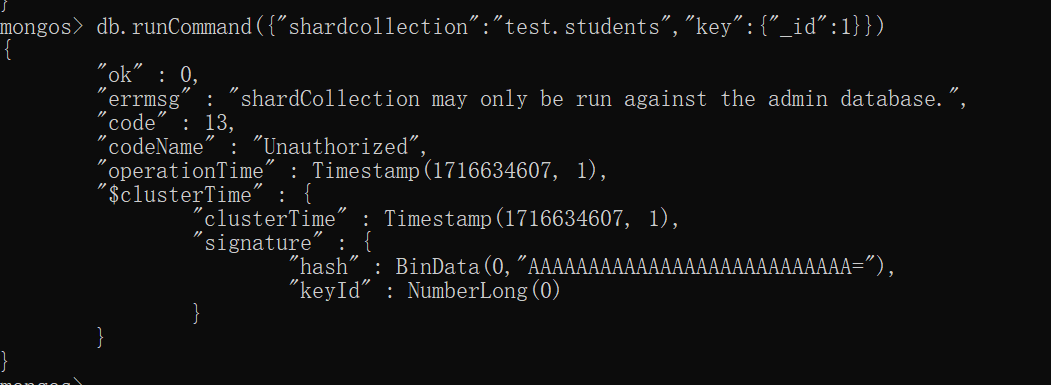 }
mongos> db.runCommand({"shardcollection":"test.students","key":{"_id":1}})
{
        "ok" : 0,
        "errmsg" : "shardCollection may only be run against the admin database.",
        "code" : 13,
        "codeName" : "Unauthorized",
        "operationTime" : Timestamp(1716634607, 1),
        "$clusterTime" : {
                "clusterTime" : Timestamp(1716634607, 1),
                "signature" : {
                        "hash" : BinData(0,"AAAAAAAAAAAAAAAAAAAAAAAAAAA="),
                        "keyId" : NumberLong(0)
                }
        }
}
mongos>